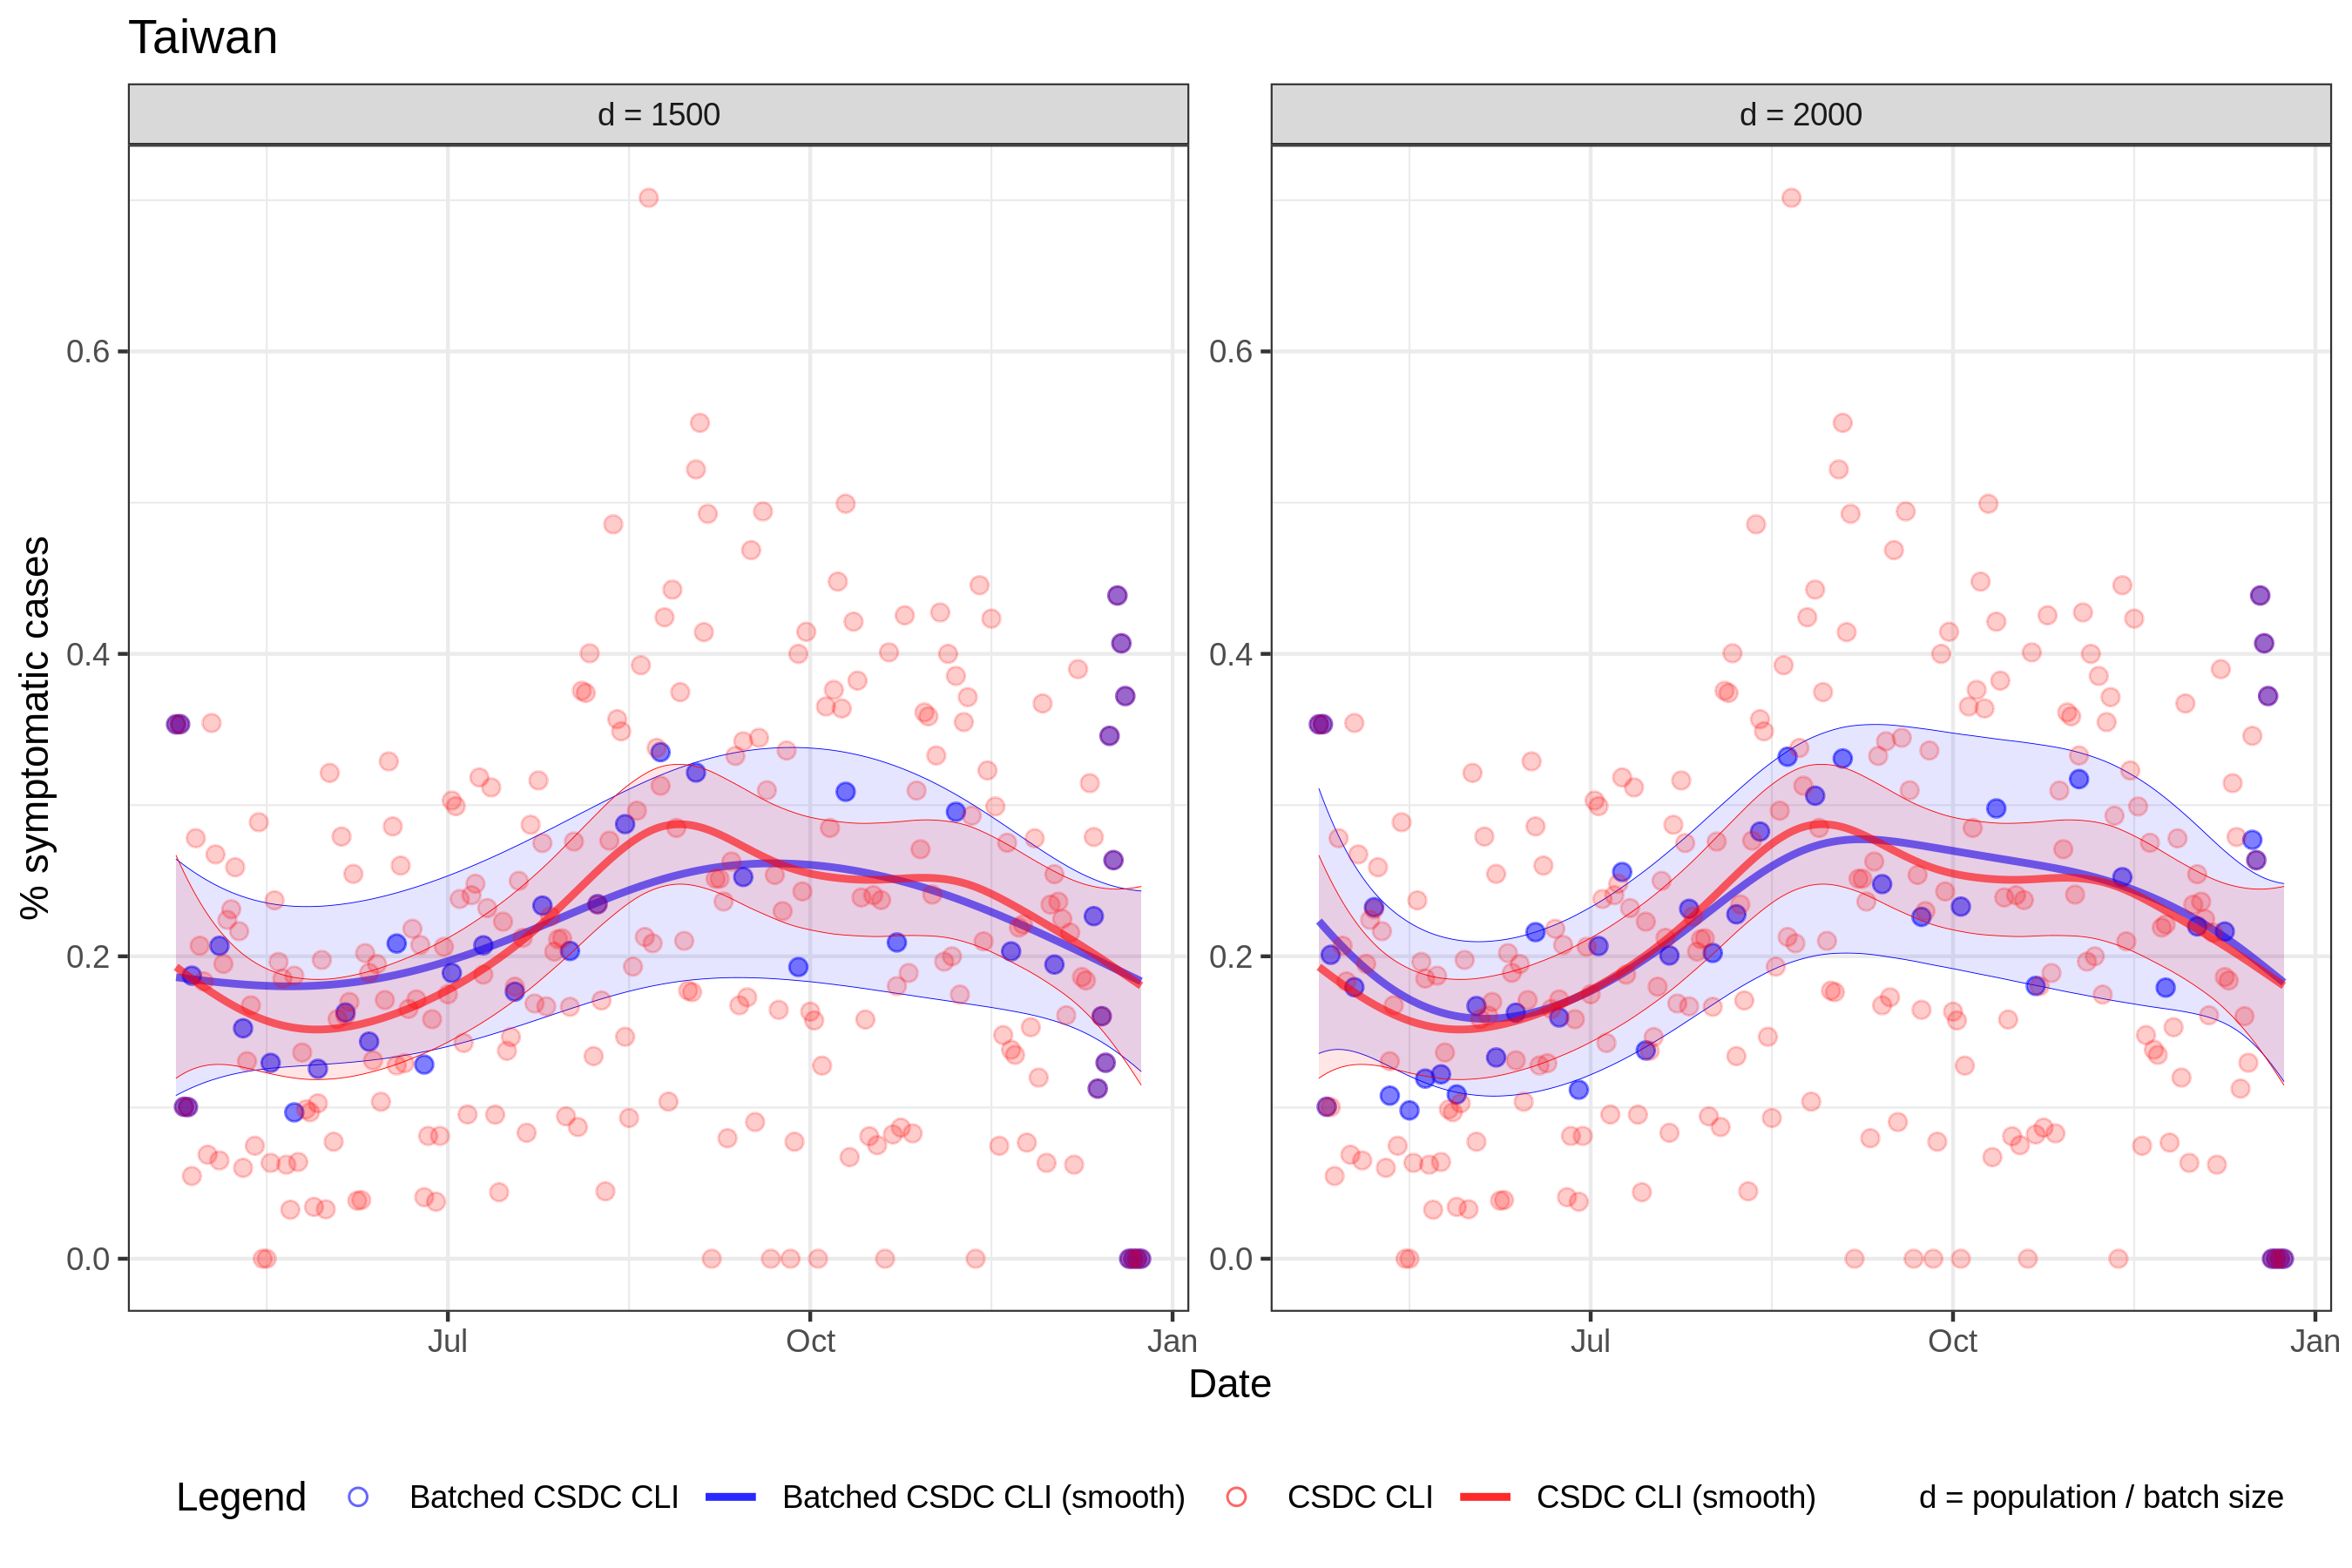 Taiwan
d = 1500
d = 2000
% symptomatic cases
0.6
0.4
0.2
0.0
0.6
0.4
0.2
0.0
Jul
Oct
Jan
Jul
Oct
Jan
Date
Legend
Batched CSDC CLI
Batched CSDC CLI (smooth)
CSDC CLI
CSDC CLI (smooth)
d = population / batch size